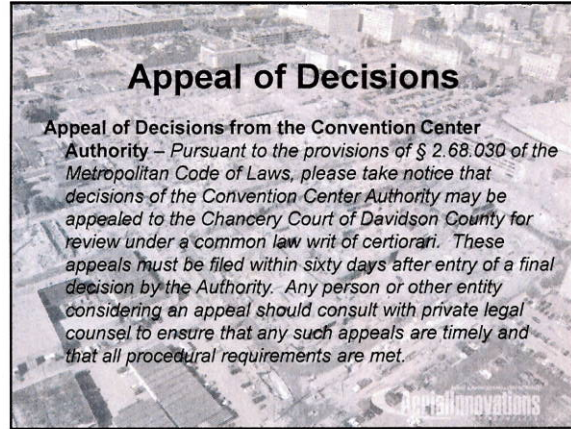 Appeal of Decisions
Appeal of Decisions from the Convention Center
Authority – Pursuant to the provisions of § 2.68.030 of the
Metropolitan Code of Laws, please take notice that
decisions of the Convention Center Authority may be
appealed to the Chancery Court of Davidson County for
review under a common law writ of certiorari. These
appeals must be filed within sixty days after entry of a final
decision by the Authority. Any person or other entity
considering an appeal should consult with private legal
counsel to ensure that any such appeals are timely and
that all procedural requirements are met.
AerialInnovations